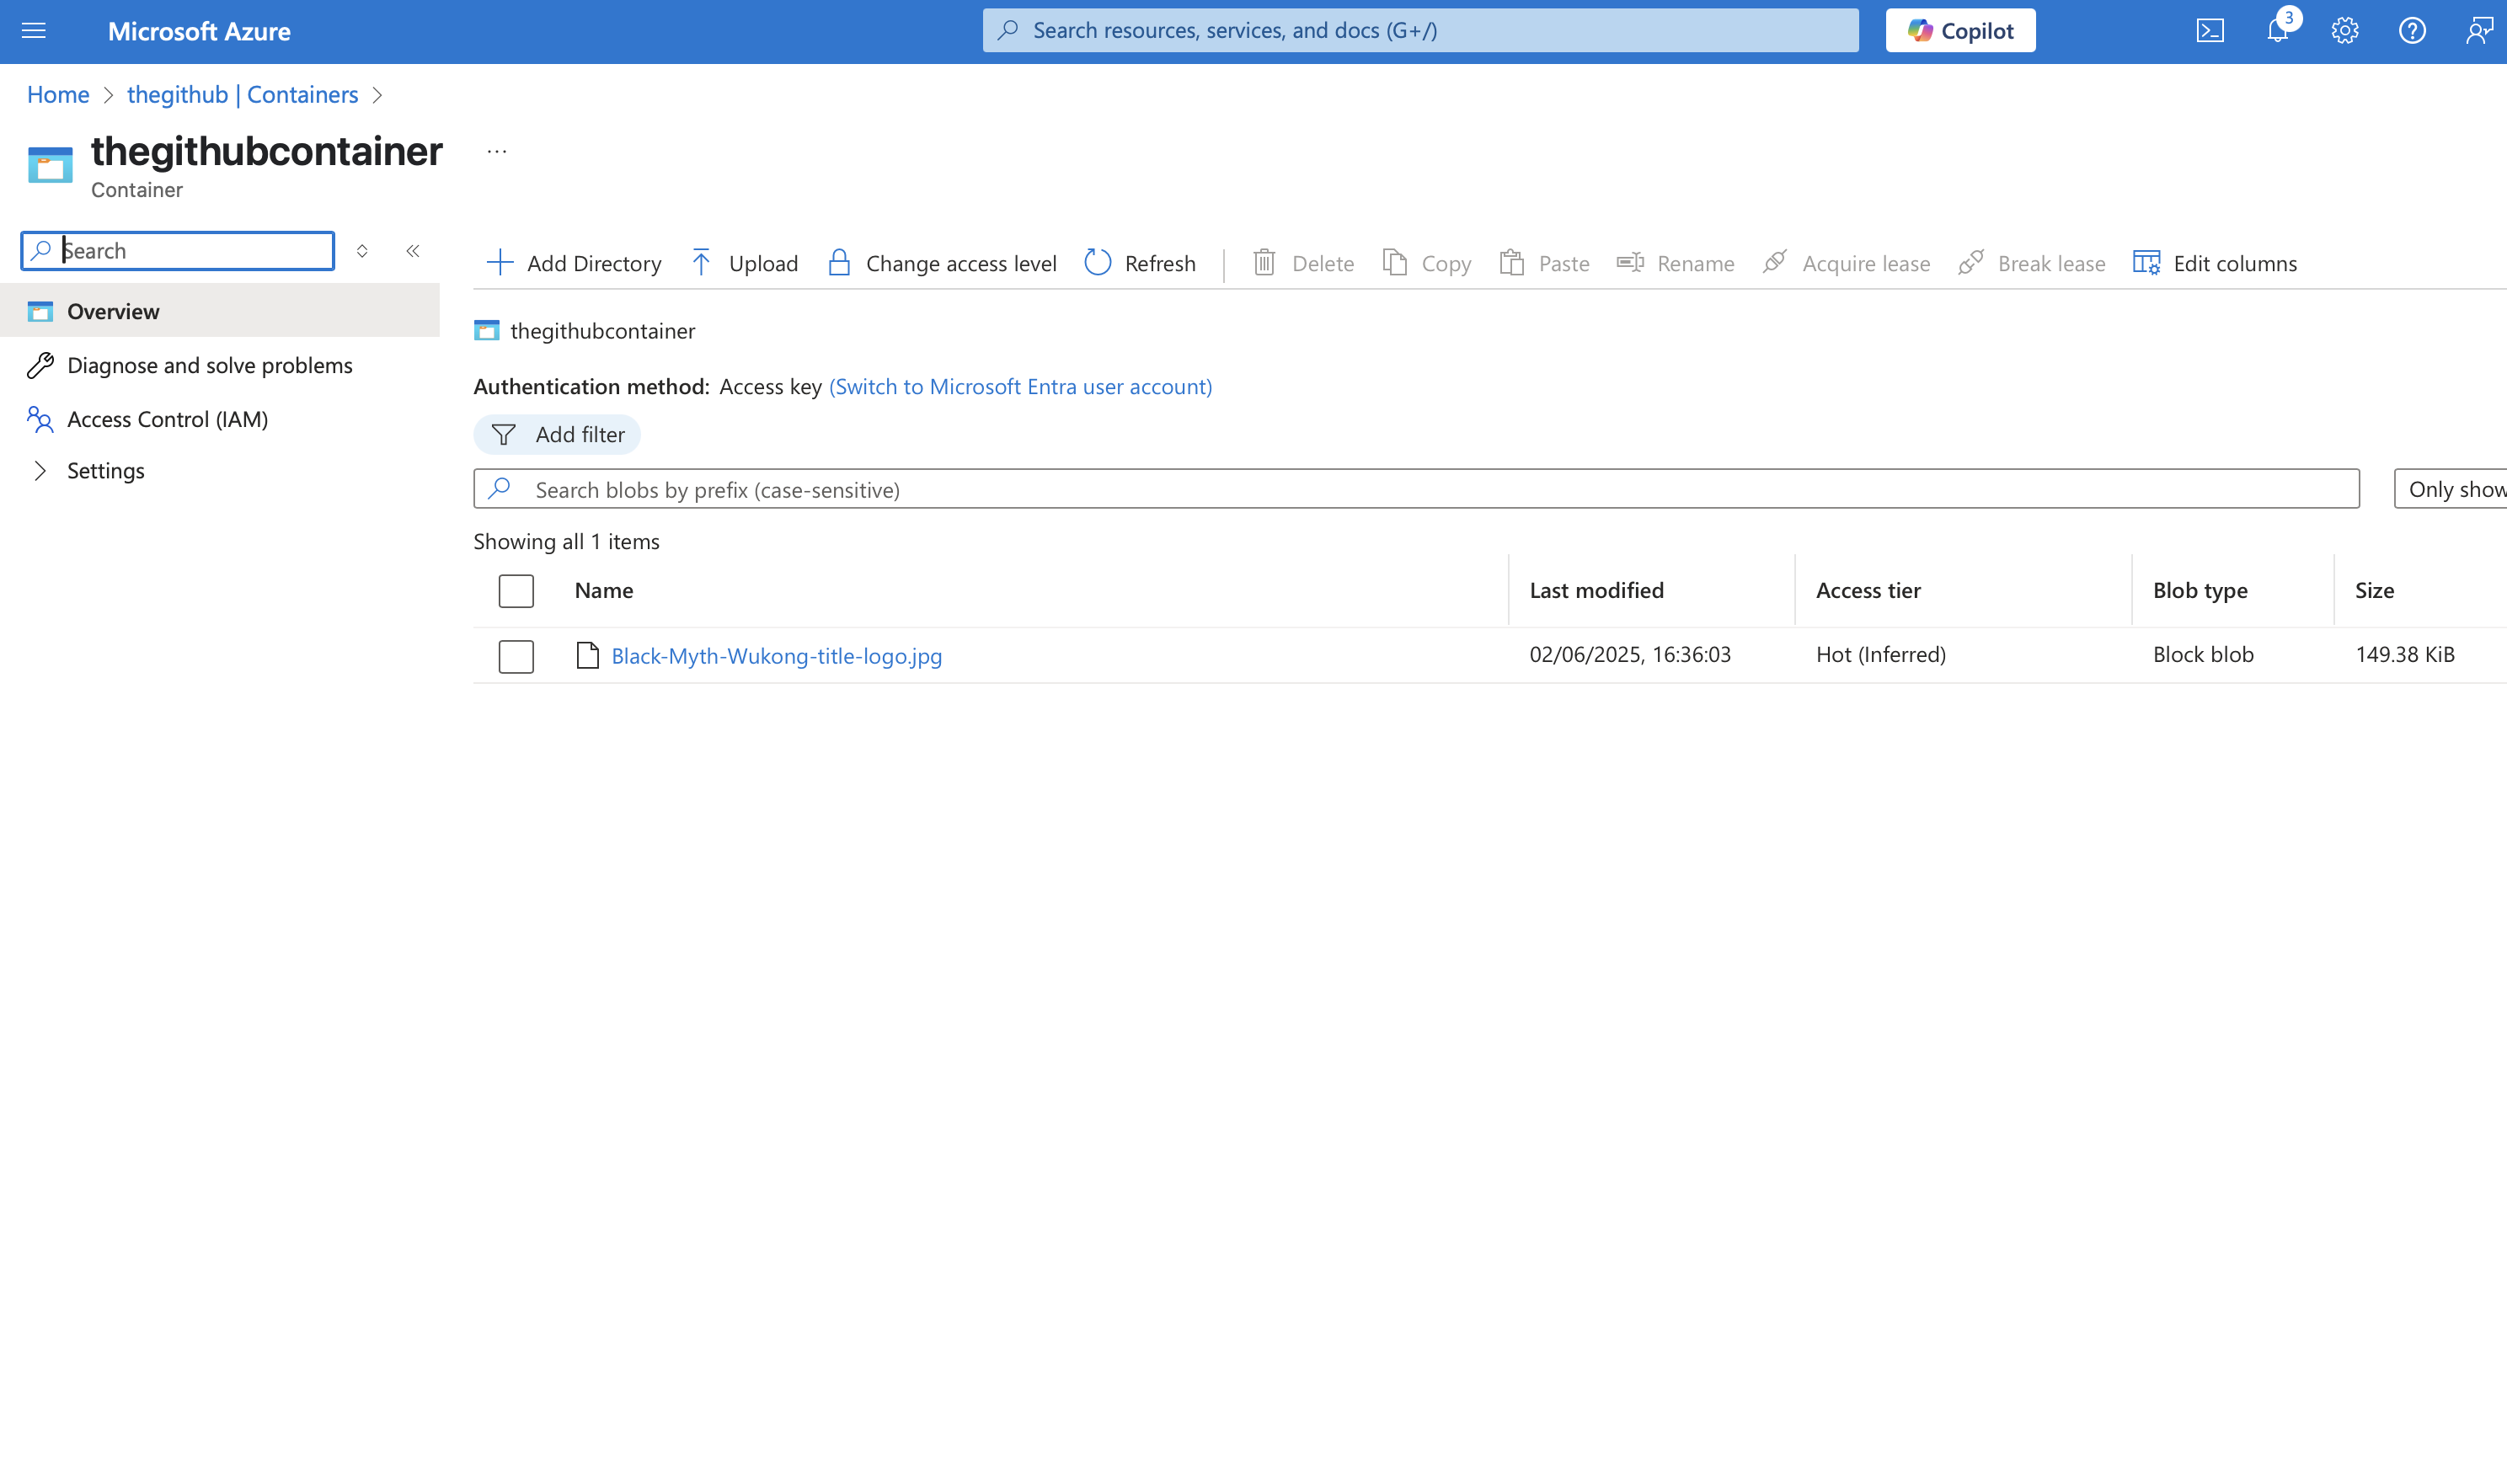 Microsoft Azure
Search resources, services, and docs (G+/)
Copilot
3
Home > thegithub | Containers >
thegithubcontainer
...
Container
Search
Add Directory
Upload
Change access level
Refresh
Delete
Copy
Paste
Rename
Acquire lease
Break lease
Edit columns
Overview
Diagnose and solve problems
Access Control (IAM)
Settings
thegithubcontainer
Authentication method: Access key (Switch to Microsoft Entra user account)
Add filter
Search blobs by prefix (case-sensitive)
Only show
Showing all 1 items
Name Last modified Access tier Blob type Size
Black-Myth-Wukong-title-logo.jpg 02/06/2025, 16:36:03 Hot (Inferred) Block blob 149.38 KiB